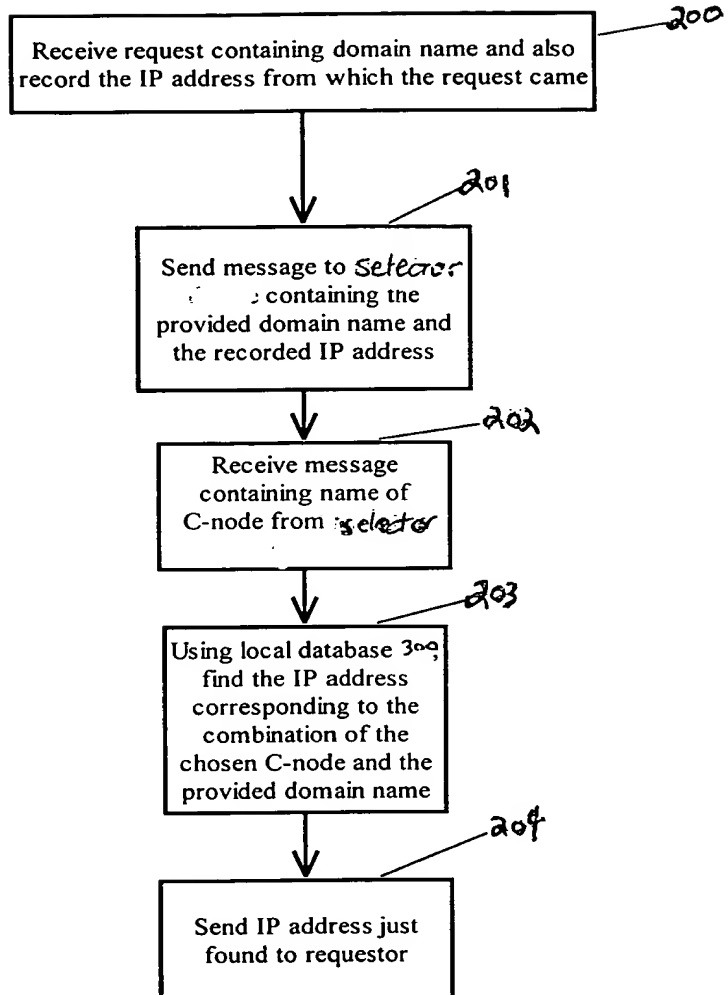 200
Receive request containing domain name and also
record the IP address from which the request came
201
Send message to selector
containing the
provided domain name and
the recorded IP address
202
Receive message
containing name of
C-node from selector
203
Using local database 300,
find the IP address
corresponding to the
combination of the
chosen C-node and the
provided domain name
204
Send IP address just
found to requestor